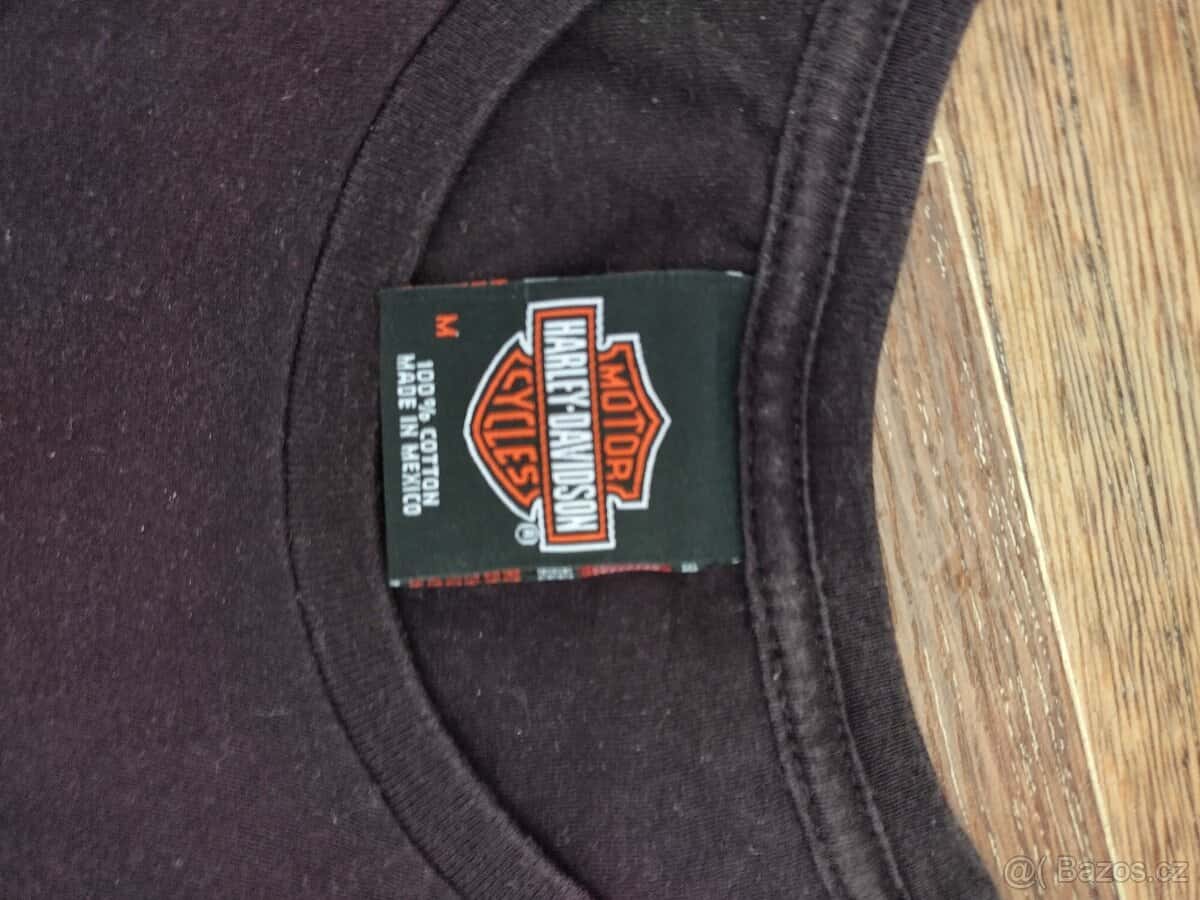 MOTOR
HARLEY-DAVIDSON
CYCLES
®
M
100% COTTON
MADE IN MEXICO
@( Bazos.cz